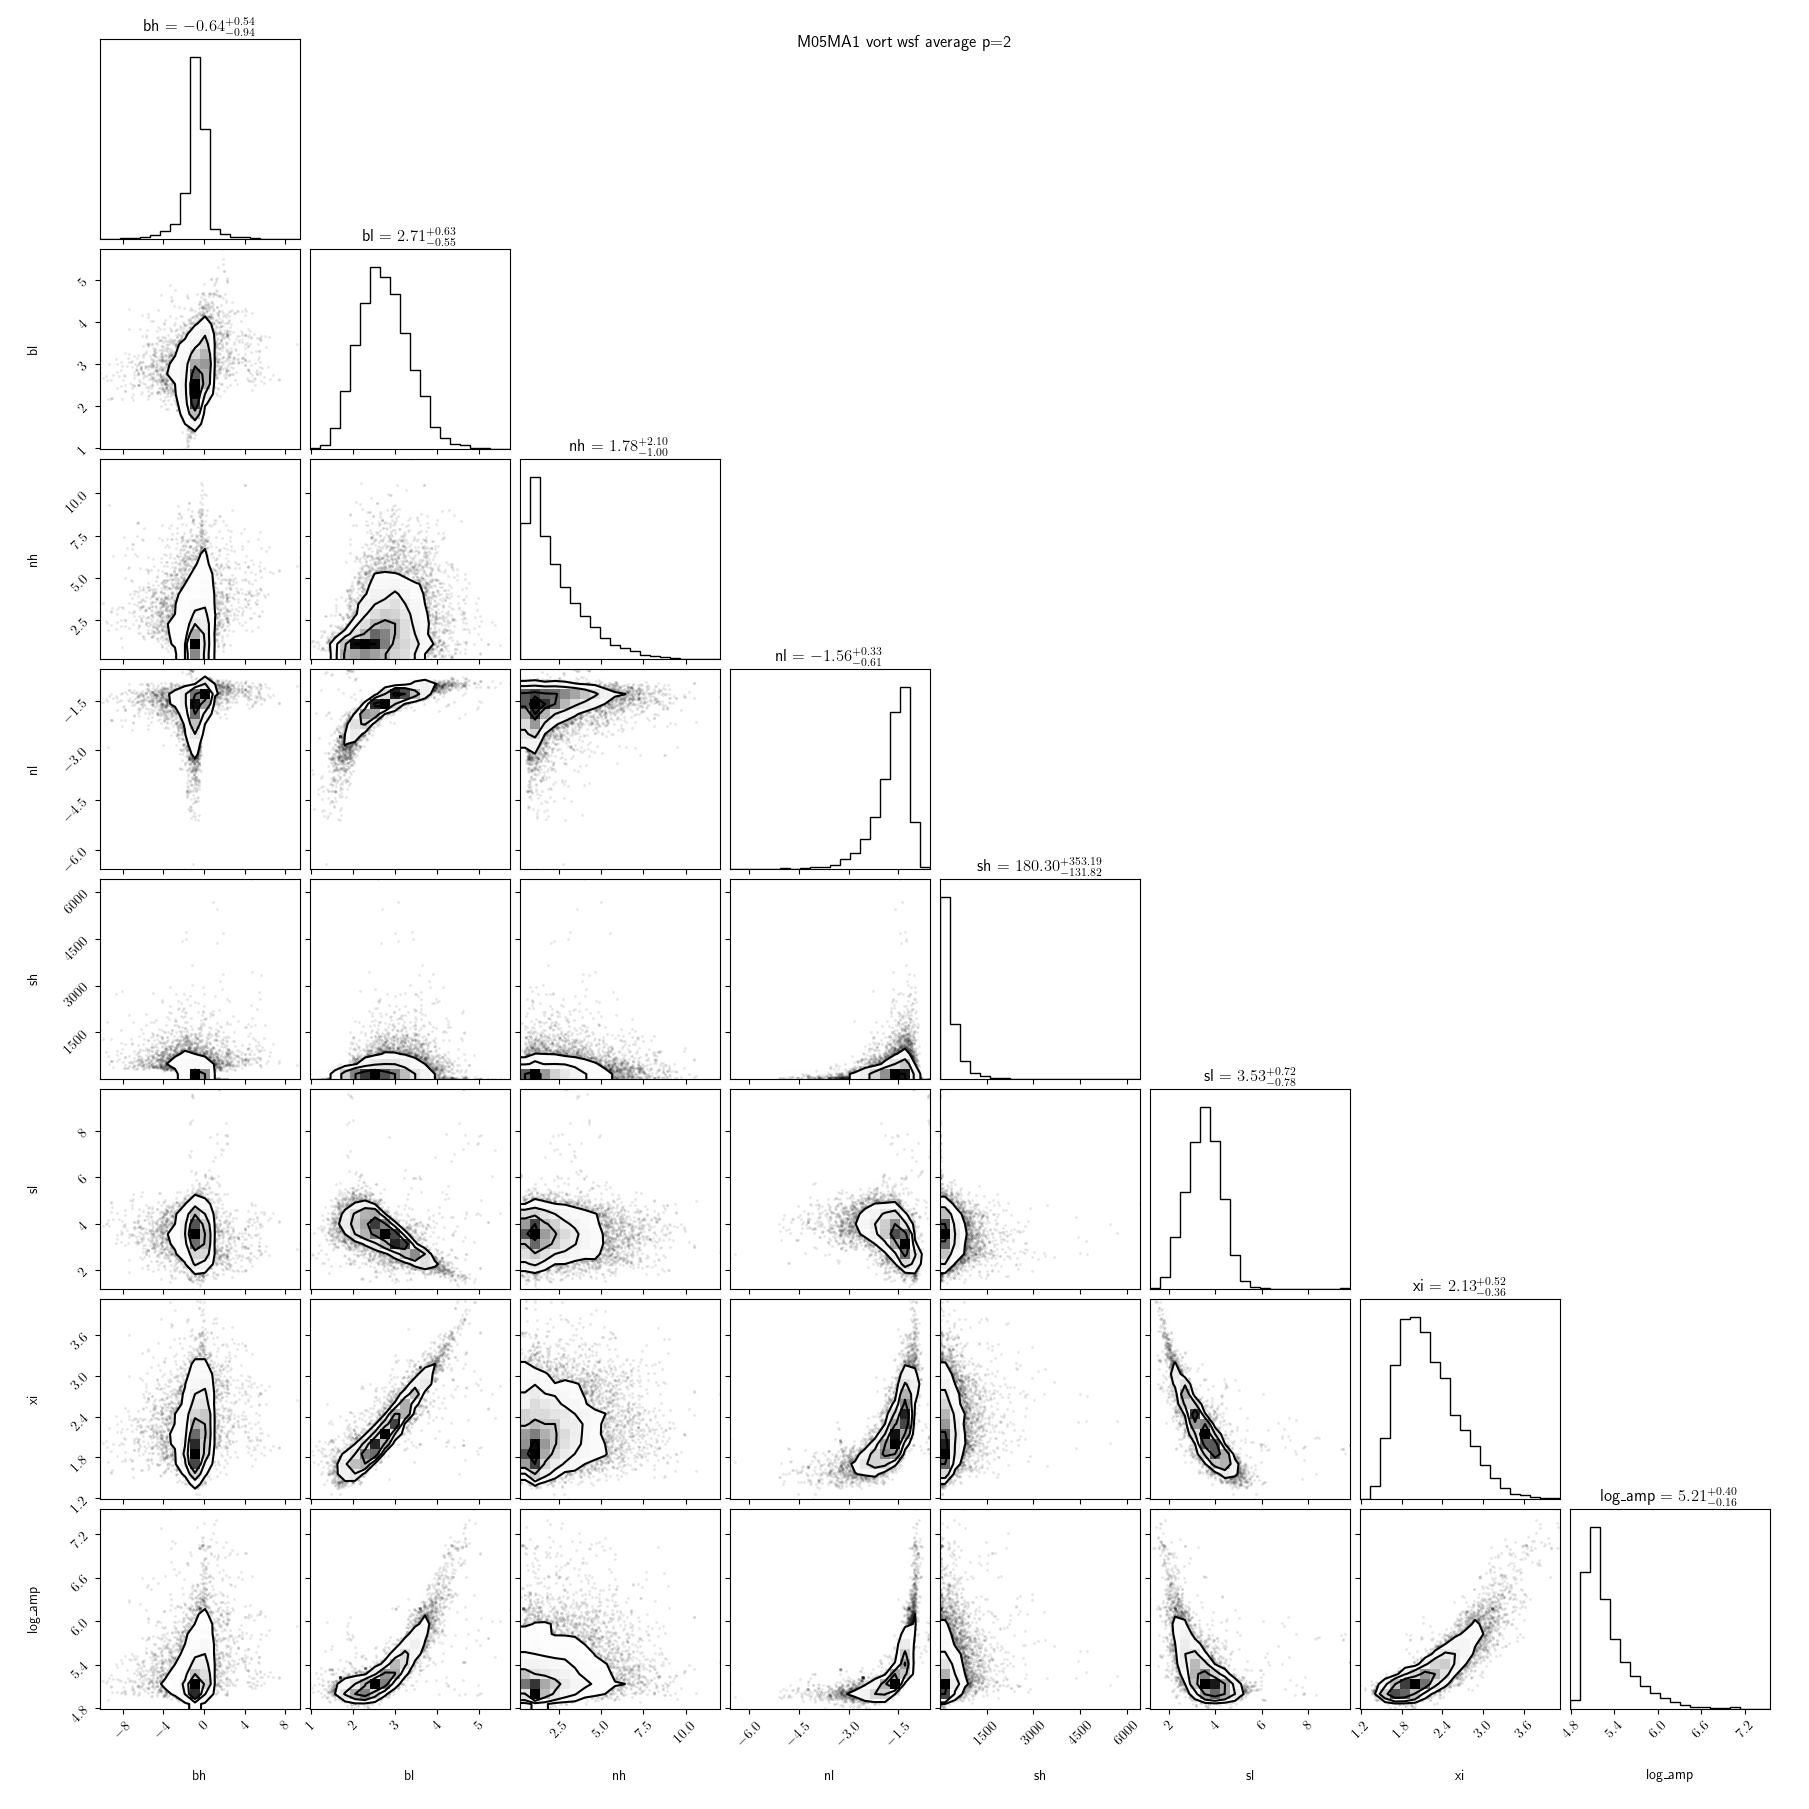 bh = −0.64 +0.54 −0.94
M05MA1 vort wsf average p=2
bl = 2.71 +0.63 −0.55
bl
5
4
3
2
1
nh = 1.78 +2.10 −1.00
nh
10.0
7.5
5.0
2.5
nl = −1.56 +0.33 −0.61
nl
−1.5
−3.0
−4.5
−6.0
sh = 180.30 +353.19 −131.82
sh
6000
4500
3000
1500
sl = 3.53 +0.72 −0.78
sl
8
6
4
2
xi = 2.13 +0.52 −0.36
xi
3.6
3.0
2.4
1.8
1.2
log_amp = 5.21 +0.40 −0.16
log_amp
7.2
6.6
6.0
5.4
4.8
−8 −4 0 4 8 1 2 3 4 5 2.5 5.0 7.5 10.0 −6.0 −4.5 −3.0 −1.5 1500 3000 4500 6000 2 4 6 8 1.2 1.8 2.4 3.0 3.6 4.8 5.4 6.0 6.6 7.2
bh bl nh nl sh sl xi log_amp